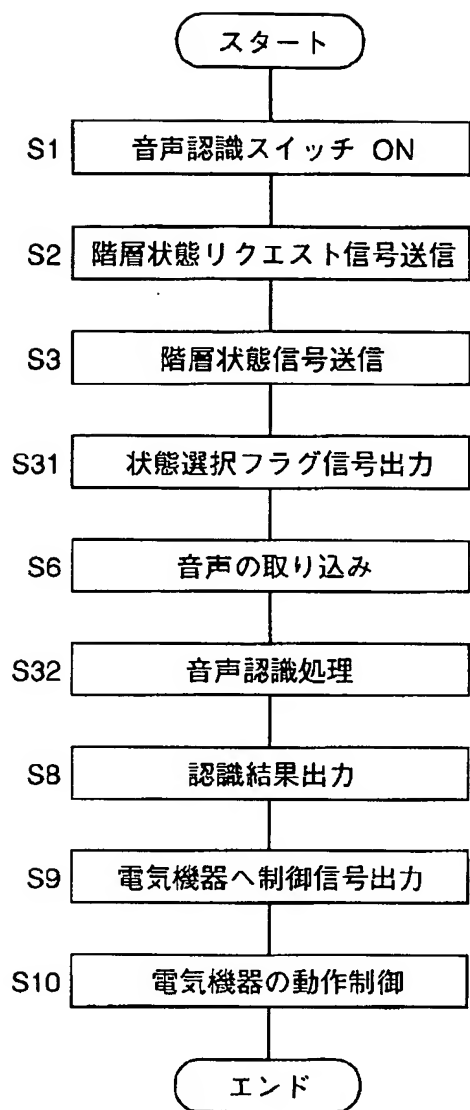 スタート
S1 音声認識スイッチ ON
S2 階層状態リクエスト信号送信
S3 階層状態信号送信
S31 状態選択フラグ信号出力
S6 音声の取り込み
S32 音声認識処理
S8 認識結果出力
S9 電気機器へ制御信号出力
S10 電気機器の動作制御
エンド